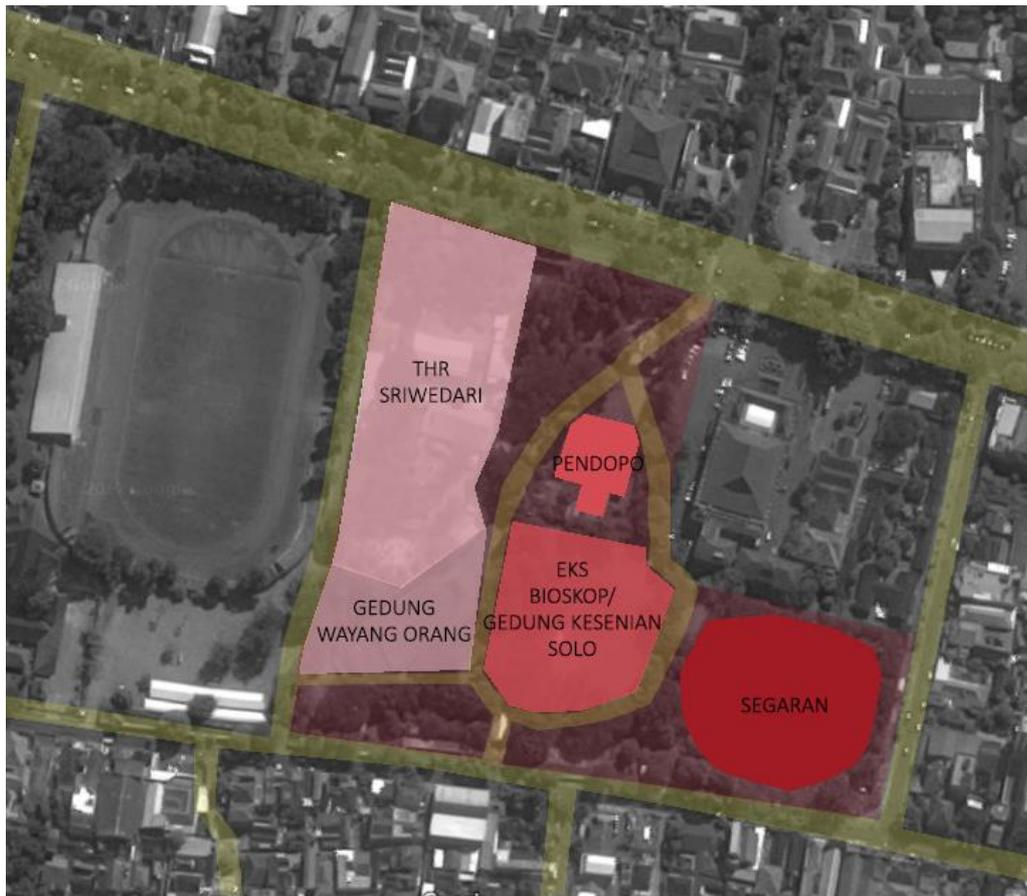 THR
SRIWEDARI
PENDOPO
EKS
BIOSKOP/
GEDUNG KESENIAN
SOLO
GEDUNG
WAYANG ORANG
SEGARAN